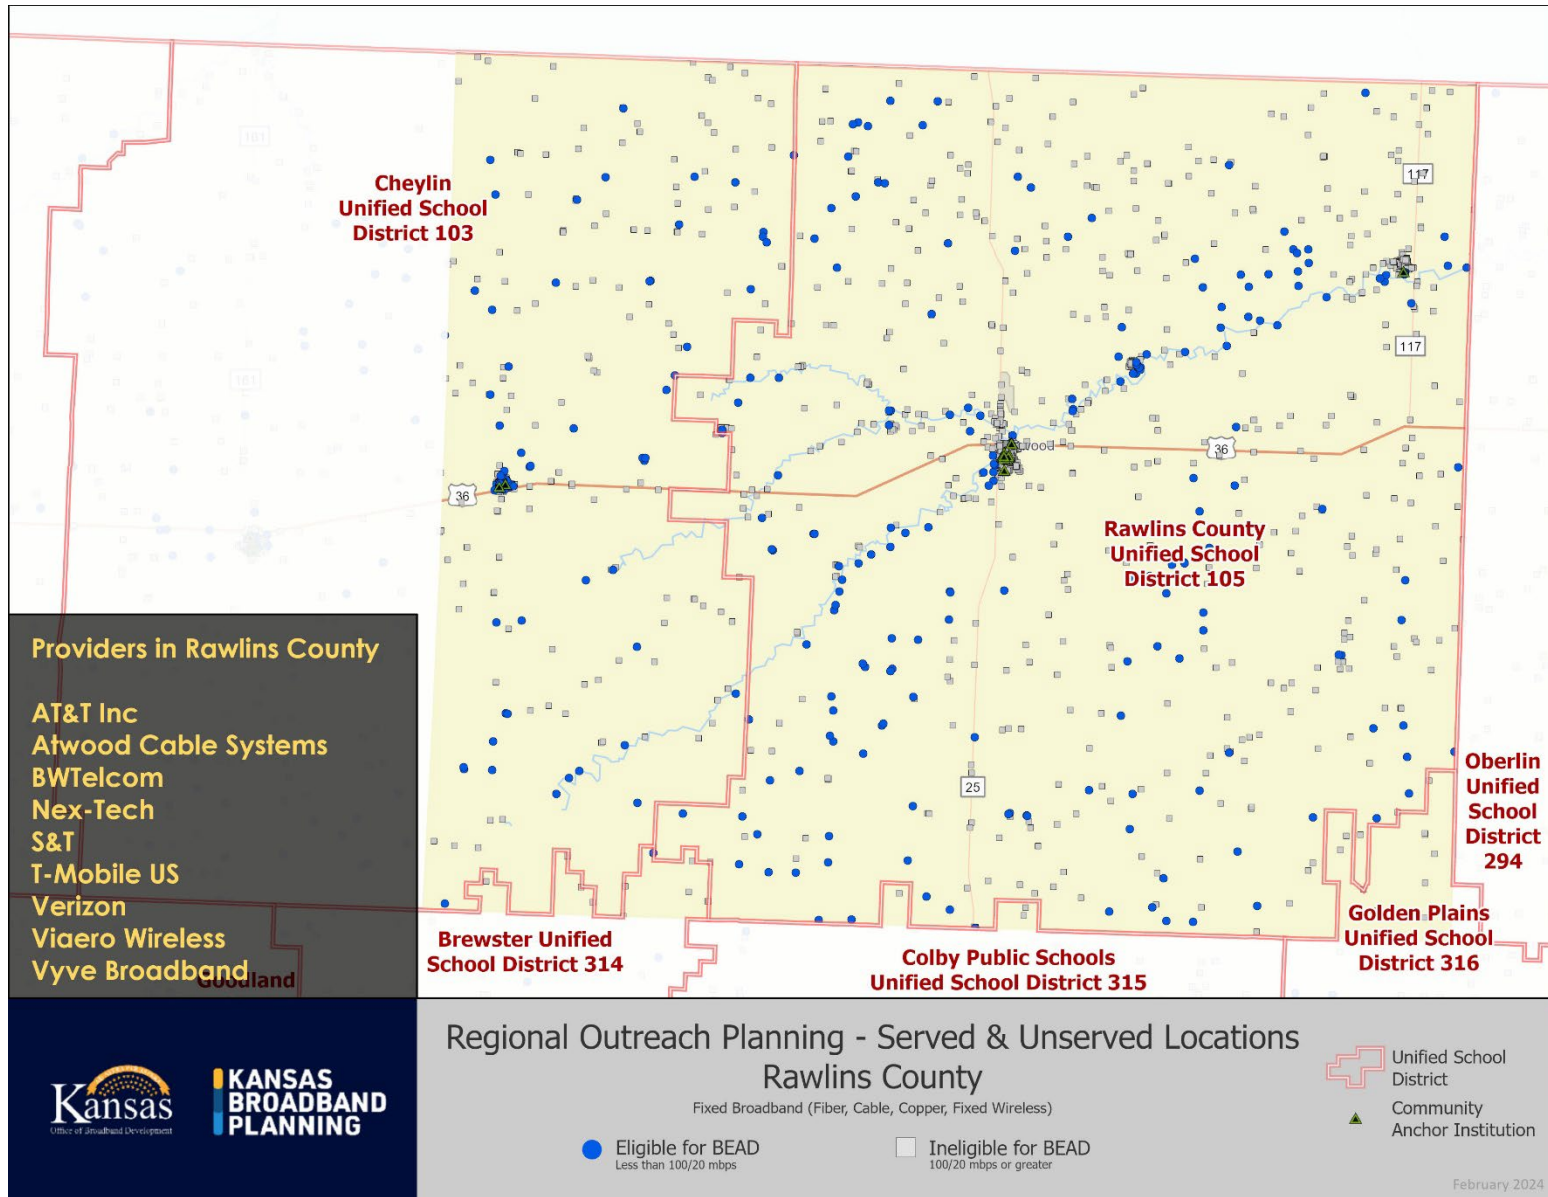 181
117
Cheylin
Unified School
District 103
117
181
wood
36
36
Rawlins County
Unified School
District 105
Providers in Rawlins County
AT&T Inc
Atwood Cable Systems
BWTelcom
Nex-Tech
S&T
T-Mobile US
Verizon
Viaero Wireless
Vyve Broadband
Goodland
25
Oberlin
Unified
School
District
294
Brewster Unified
School District 314
Colby Public Schools
Unified School District 315
Golden Plains
Unified School
District 316
Kansas
Office of Broadband Development
KANSAS
BROADBAND
PLANNING
Regional Outreach Planning - Served & Unserved Locations
Rawlins County
Fixed Broadband (Fiber, Cable, Copper, Fixed Wireless)
Eligible for BEAD
Less than 100/20 mbps
Ineligible for BEAD
100/20 mbps or greater
Unified School
District
Community
Anchor Institution
February 2024